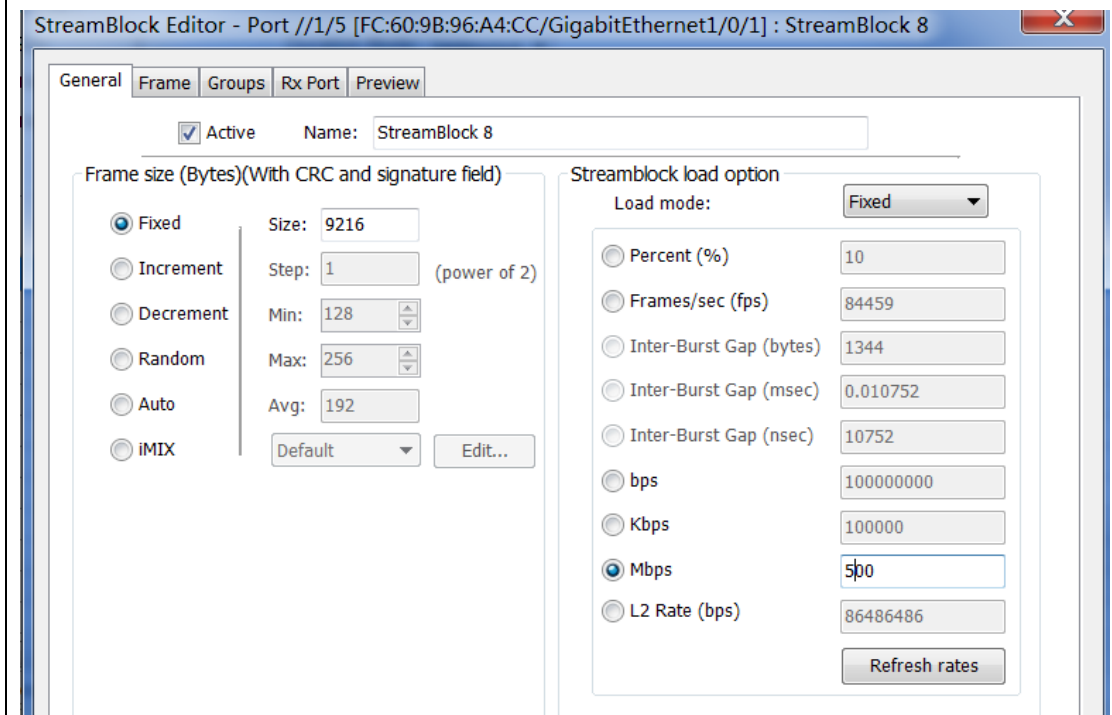 StreamBlock Editor - Port //1/5 [FC:60:9B:96:A4:CC/GigabitEthernet1/0/1] : StreamBlock 8
General Frame Groups Rx Port Preview
Active Name: StreamBlock 8
Frame size (Bytes)(With CRC and signature field)
Fixed Size: 9216
Increment Step: 1 (power of 2)
Decrement Min: 128
Random Max: 256
Auto Avg: 192
iMIX Default Edit...
Streamblock load option
Load mode: Fixed
Percent (%) 10
Frames/sec (fps) 84459
Inter-Burst Gap (bytes) 1344
Inter-Burst Gap (msec) 0.010752
Inter-Burst Gap (nsec) 10752
bps 100000000
Kbps 100000
Mbps 500
L2 Rate (bps) 86486486
Refresh rates